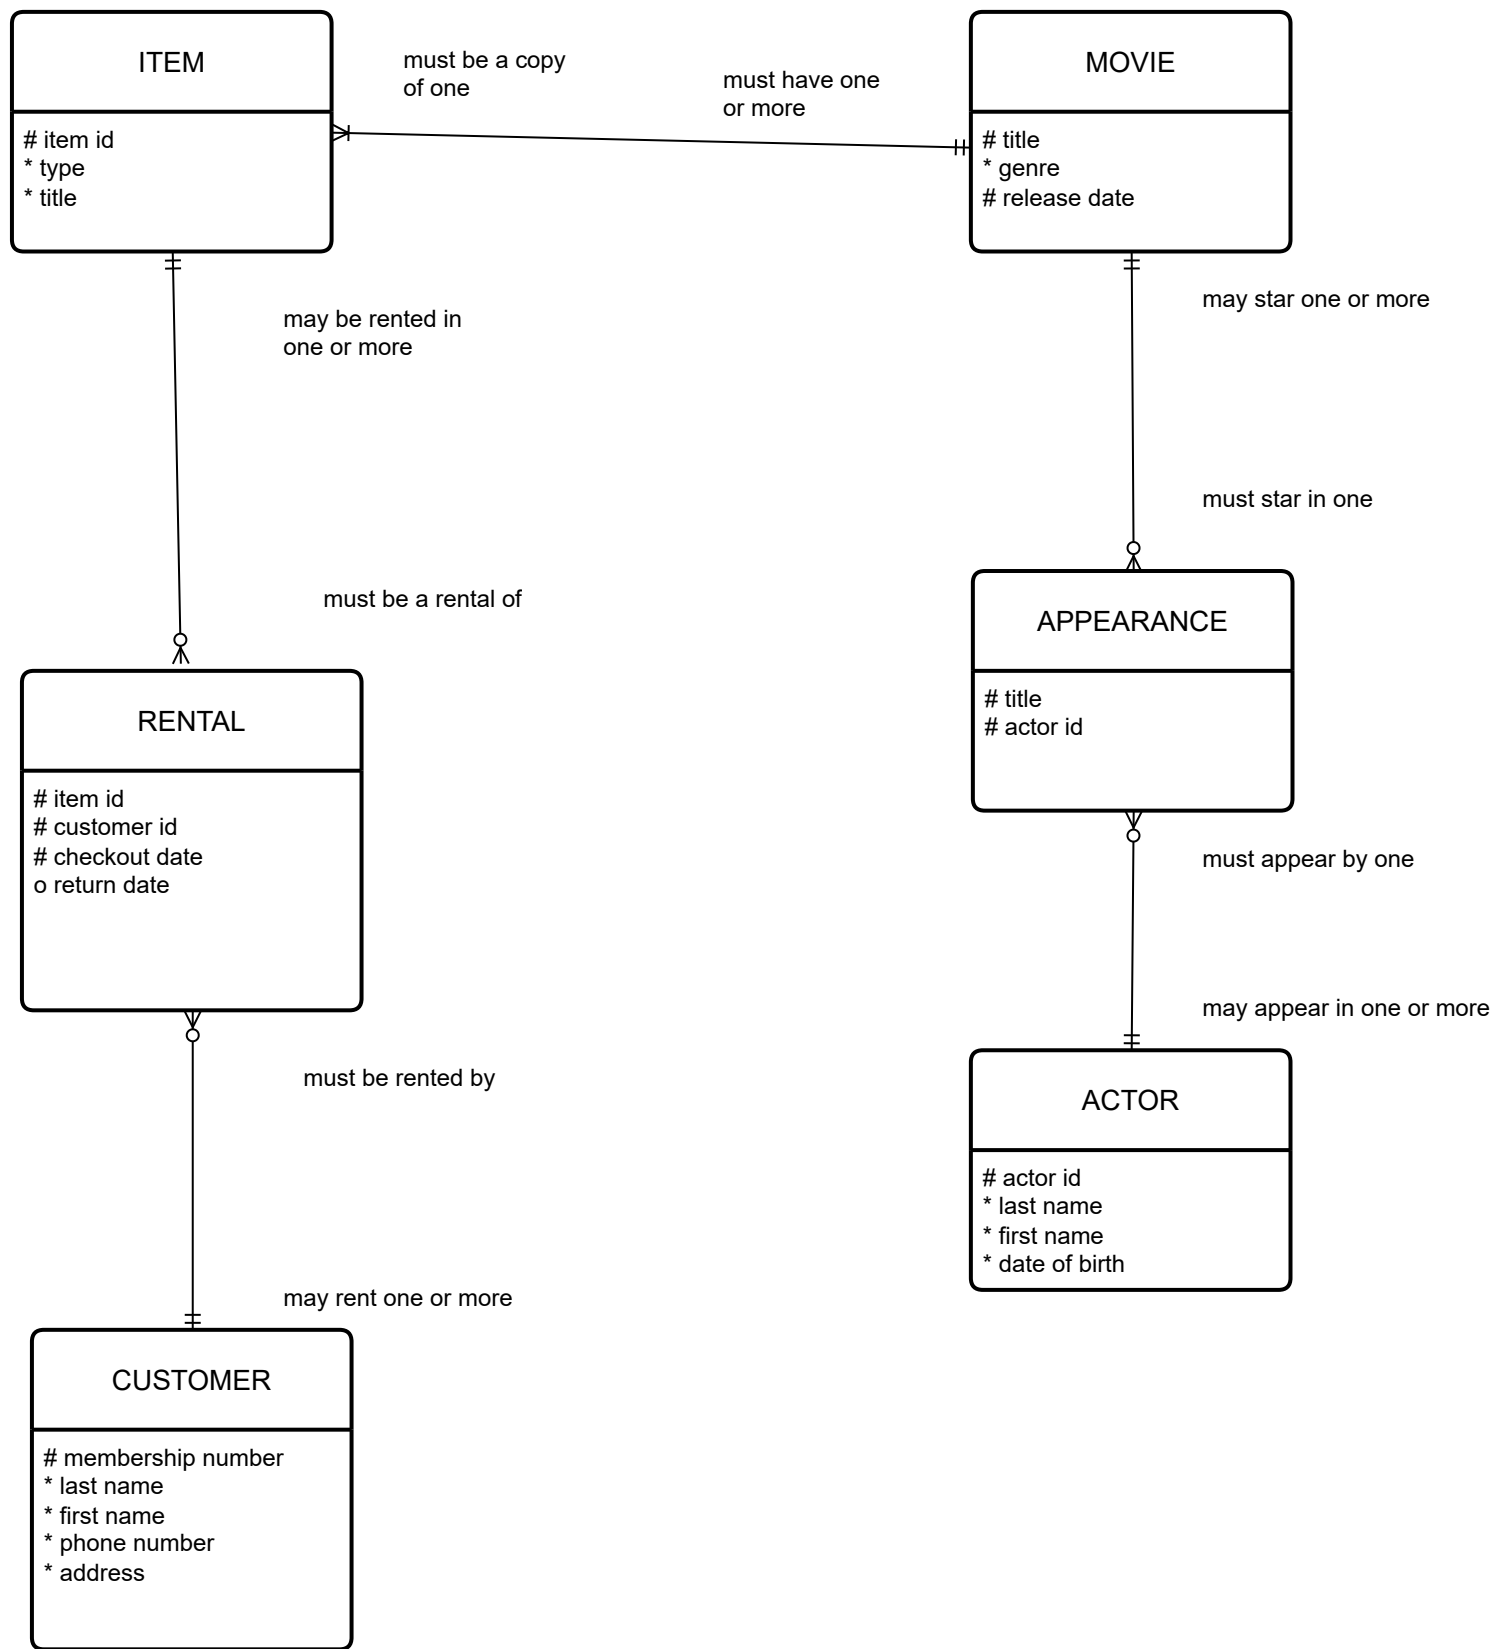 ITEM
# item id
* type
* title
must be a copy
of one
must have one
or more
MOVIE
# title
* genre
# release date
may be rented in
one or more
may star one or more
must be a rental of
must star in one
RENTAL
# item id
# customer id
# checkout date
o return date
APPEARANCE
# title
# actor id
must be rented by
must appear by one
may rent one or more
may appear in one or more
CUSTOMER
# membership number
* last name
* first name
* phone number
* address
ACTOR
# actor id
* last name
* first name
* date of birth